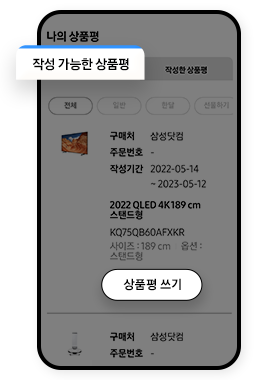 나의 상품평
작성 가능한 상품평
작성한 상품평
전체 일반 한달 선물하기
구매처 삼성닷컴
주문번호 -
작성기간 2022-05-14
~ 2023-05-12
2022 QLED 4K189 cm
스탠드형
KQ75QB60AFXKR
사이즈 : 189 cm 옵션 :
스탠드형
상품평 쓰기
구매처 삼성닷컴
주문번호 -